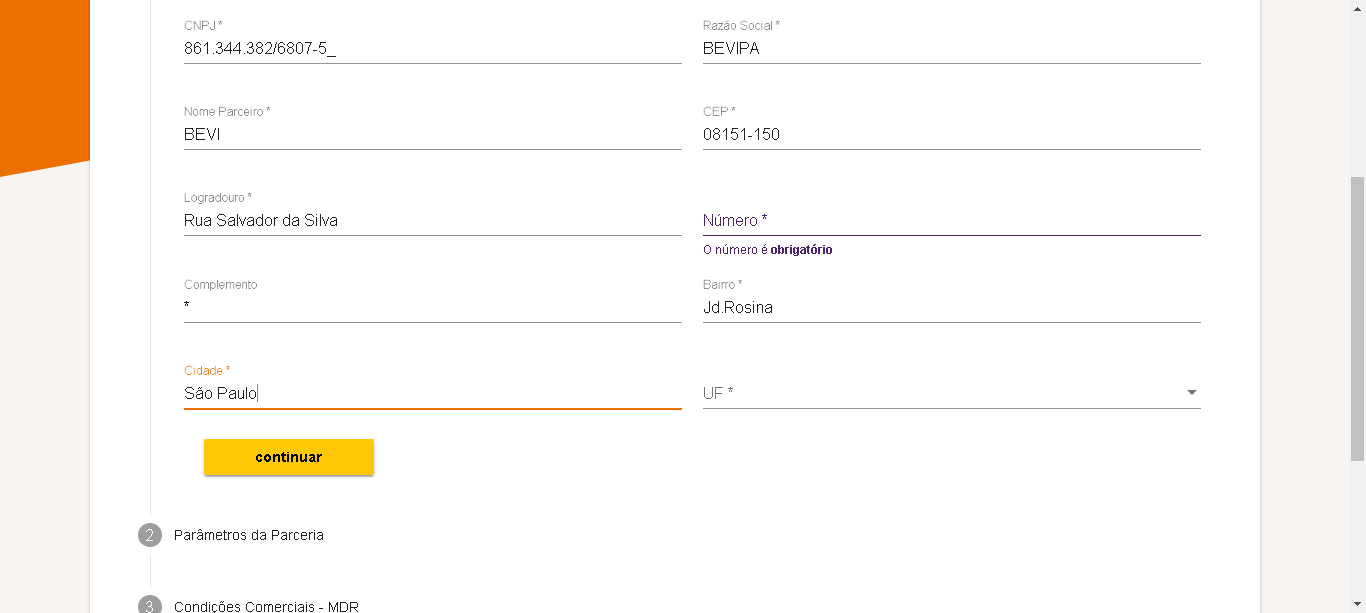 CNPJ *
861.344.382/6807-5_
Razão Social *
BEVIPA
Nome Parceiro *
BEVI
CEP *
08151-150
Logradouro *
Rua Salvador da Silva
Número *
O número é obrigatório
Complemento
*
Bairro *
Jd.Rosina
Cidade *
São Paulo
UF *
continuar
2 Parâmetros da Parceria
3 Condições Comerciais - MDR